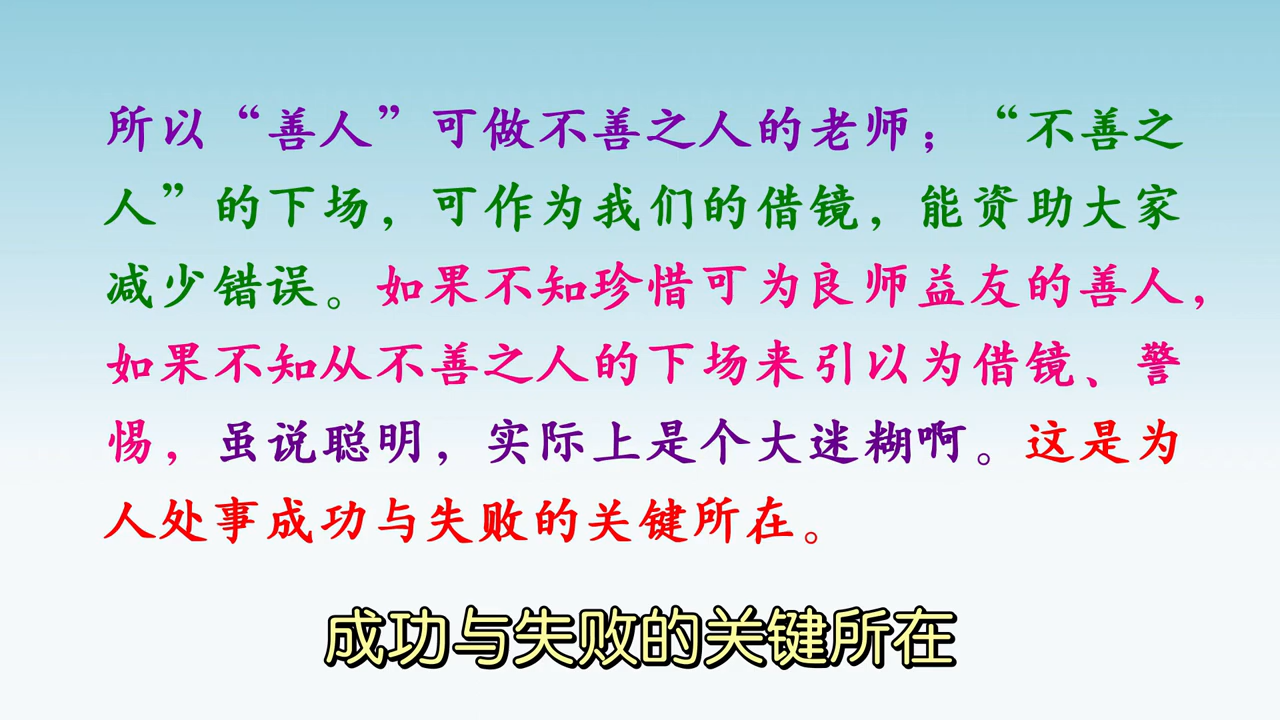 所以“善人”可做不善之人的老师；“不善之
人”的下场，可作为我们的借镜，能资助大家
减少错误。如果不知珍惜可为良师益友的善人，
如果不知从不善之人的下场来引以为借镜、警
惕，虽说聪明，实际上是个大迷糊啊。这是为
人处事成功与失败的关键所在。
成功与失败的关键所在